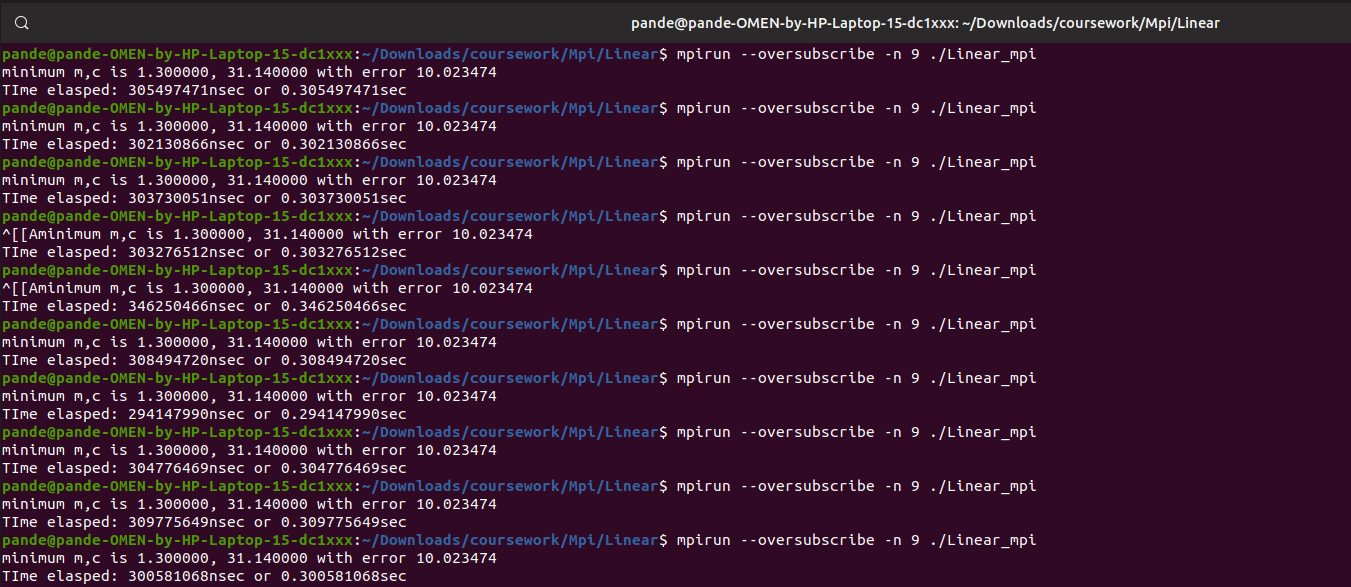 pande@pande-OMEN-by-HP-Laptop-15-dc1xxx: ~/Downloads/coursework/Mpi/Linear
pande@pande-OMEN-by-HP-Laptop-15-dc1xxx:~/Downloads/coursework/Mpi/Linear$ mpirun --oversubscribe -n 9 ./Linear_mpi
minimum m,c is 1.300000, 31.140000 with error 10.023474
TIme elasped: 305497471nsec or 0.305497471sec
pande@pande-OMEN-by-HP-Laptop-15-dc1xxx:~/Downloads/coursework/Mpi/Linear$ mpirun --oversubscribe -n 9 ./Linear_mpi
minimum m,c is 1.300000, 31.140000 with error 10.023474
TIme elasped: 302130866nsec or 0.302130866sec
pande@pande-OMEN-by-HP-Laptop-15-dc1xxx:~/Downloads/coursework/Mpi/Linear$ mpirun --oversubscribe -n 9 ./Linear_mpi
minimum m,c is 1.300000, 31.140000 with error 10.023474
TIme elasped: 303730051nsec or 0.303730051sec
pande@pande-OMEN-by-HP-Laptop-15-dc1xxx:~/Downloads/coursework/Mpi/Linear$ mpirun --oversubscribe -n 9 ./Linear_mpi
^[[Aminimum m,c is 1.300000, 31.140000 with error 10.023474
TIme elasped: 303276512nsec or 0.303276512sec
pande@pande-OMEN-by-HP-Laptop-15-dc1xxx:~/Downloads/coursework/Mpi/Linear$ mpirun --oversubscribe -n 9 ./Linear_mpi
^[[Aminimum m,c is 1.300000, 31.140000 with error 10.023474
TIme elasped: 346250466nsec or 0.346250466sec
pande@pande-OMEN-by-HP-Laptop-15-dc1xxx:~/Downloads/coursework/Mpi/Linear$ mpirun --oversubscribe -n 9 ./Linear_mpi
minimum m,c is 1.300000, 31.140000 with error 10.023474
TIme elasped: 308494720nsec or 0.308494720sec
pande@pande-OMEN-by-HP-Laptop-15-dc1xxx:~/Downloads/coursework/Mpi/Linear$ mpirun --oversubscribe -n 9 ./Linear_mpi
minimum m,c is 1.300000, 31.140000 with error 10.023474
TIme elasped: 294147990nsec or 0.294147990sec
pande@pande-OMEN-by-HP-Laptop-15-dc1xxx:~/Downloads/coursework/Mpi/Linear$ mpirun --oversubscribe -n 9 ./Linear_mpi
minimum m,c is 1.300000, 31.140000 with error 10.023474
TIme elasped: 304776469nsec or 0.304776469sec
pande@pande-OMEN-by-HP-Laptop-15-dc1xxx:~/Downloads/coursework/Mpi/Linear$ mpirun --oversubscribe -n 9 ./Linear_mpi
minimum m,c is 1.300000, 31.140000 with error 10.023474
TIme elasped: 309775649nsec or 0.309775649sec
pande@pande-OMEN-by-HP-Laptop-15-dc1xxx:~/Downloads/coursework/Mpi/Linear$ mpirun --oversubscribe -n 9 ./Linear_mpi
minimum m,c is 1.300000, 31.140000 with error 10.023474
TIme elasped: 300581068nsec or 0.300581068sec